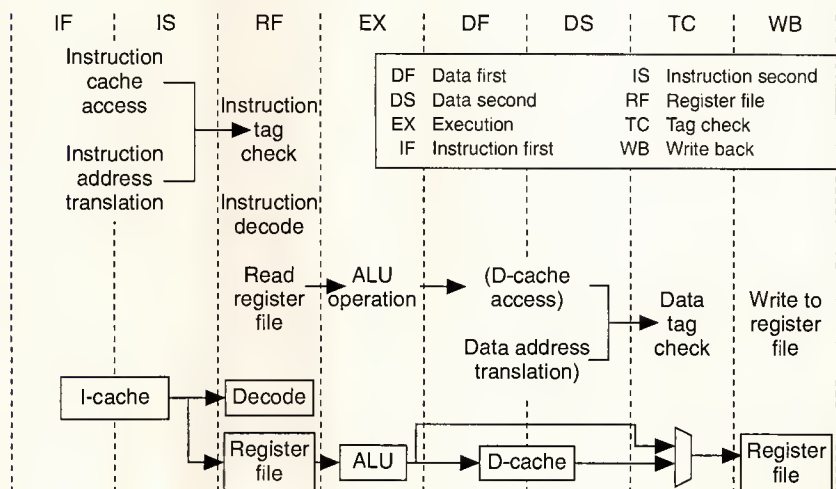 IF IS RF EX DF DS TC WB
DF Data first IS Instruction second
DS Data second RF Register file
EX Execution TC Tag check
IF Instruction first WB Write back
Instruction
cache
access
Instruction
address
translation
Instruction
tag
check
Instruction
decode
Read
register
file
ALU
operation
(D-cache
access)
Data address
translation)
Data
tag
check
Write to
register
file
I-cache
Decode
Register
file
ALU
D-cache
Register
file